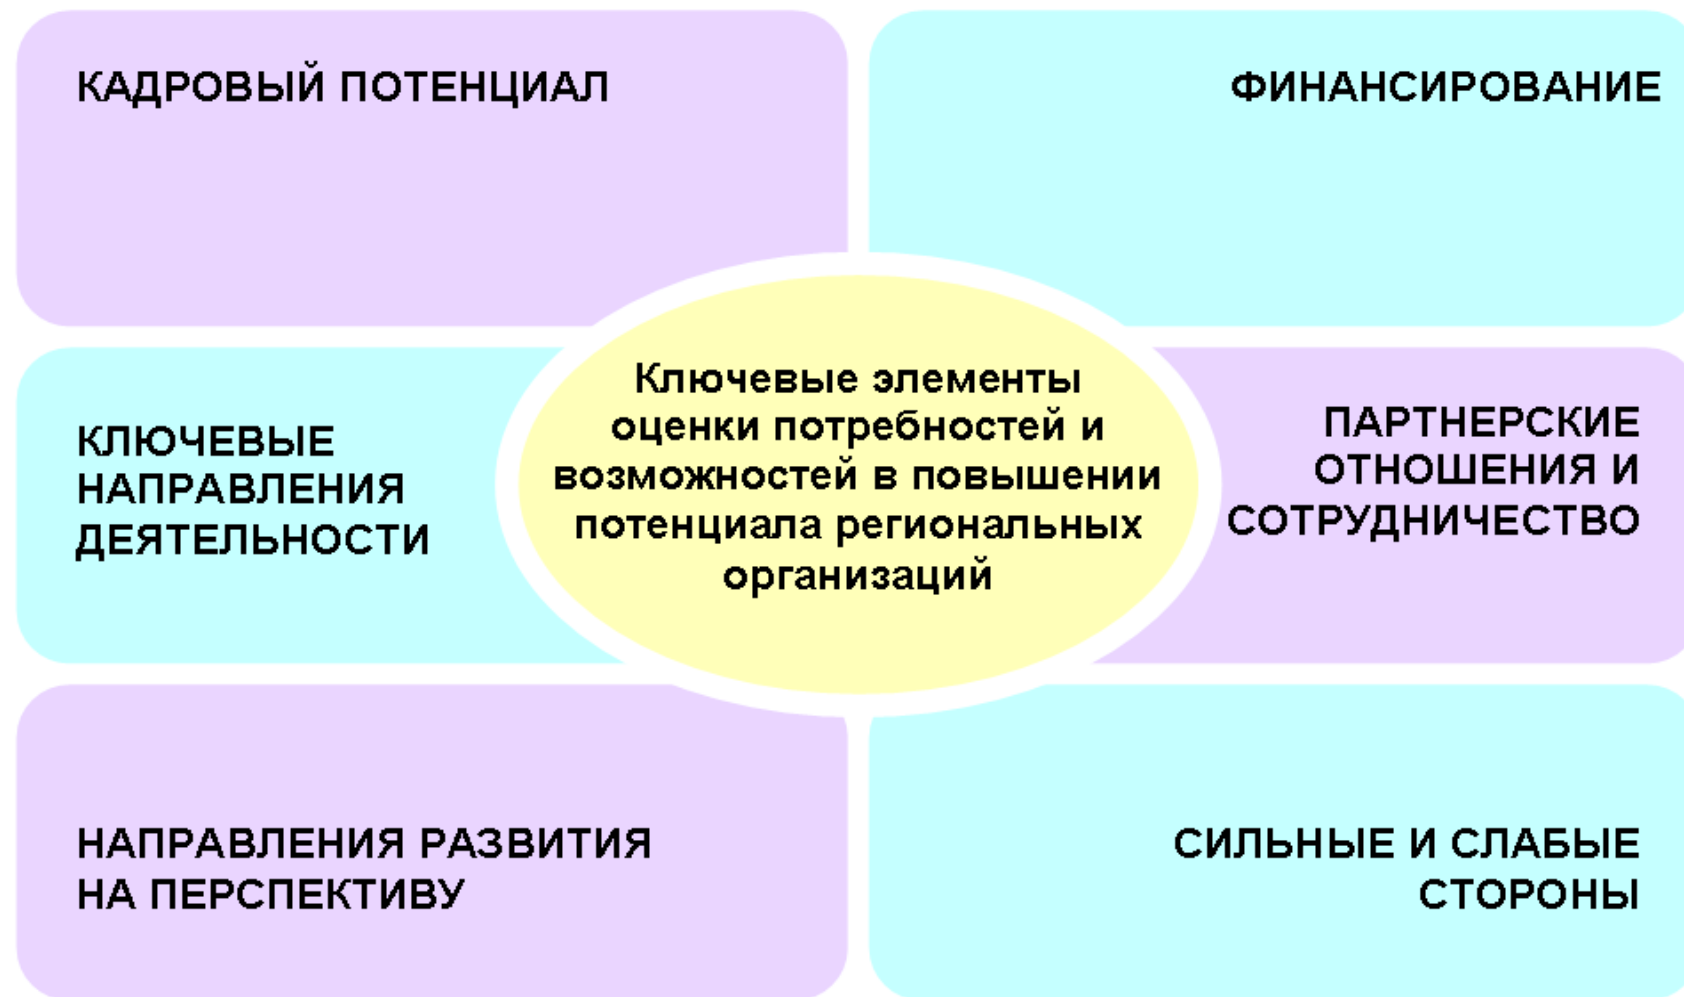 КАДРОВЫЙ ПОТЕНЦИАЛ
ФИНАНСИРОВАНИЕ
КЛЮЧЕВЫЕ
НАПРАВЛЕНИЯ
ДЕЯТЕЛЬНОСТИ
Ключевые элементы
оценки потребностей и
возможностей в повышении
потенциала региональных
организаций
ПАРТНЕРСКИЕ
ОТНОШЕНИЯ И
СОТРУДНИЧЕСТВО
НАПРАВЛЕНИЯ РАЗВИТИЯ
НА ПЕРСПЕКТИВУ
СИЛЬНЫЕ И СЛАБЫЕ
СТОРОНЫ